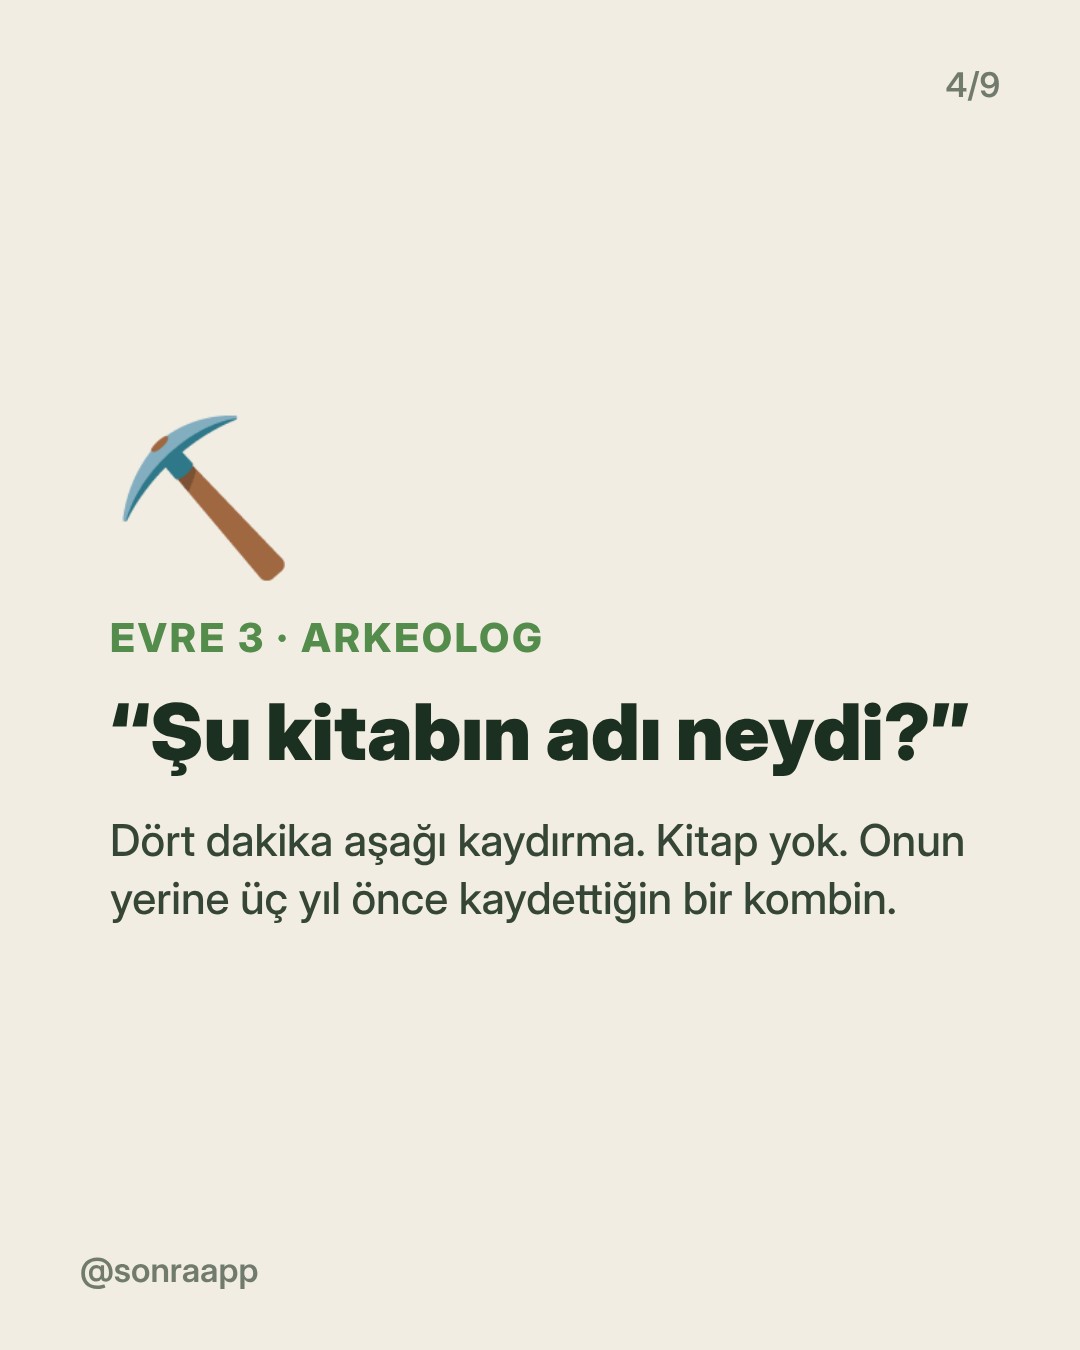 4/9
EVRE 3 · ARKEOLOG
“Şu kitabın adı neydi?”
Dört dakika aşağı kaydırma. Kitap yok. Onun
yerine üç yıl önce kaydettiğin bir kombin.
@sonraapp